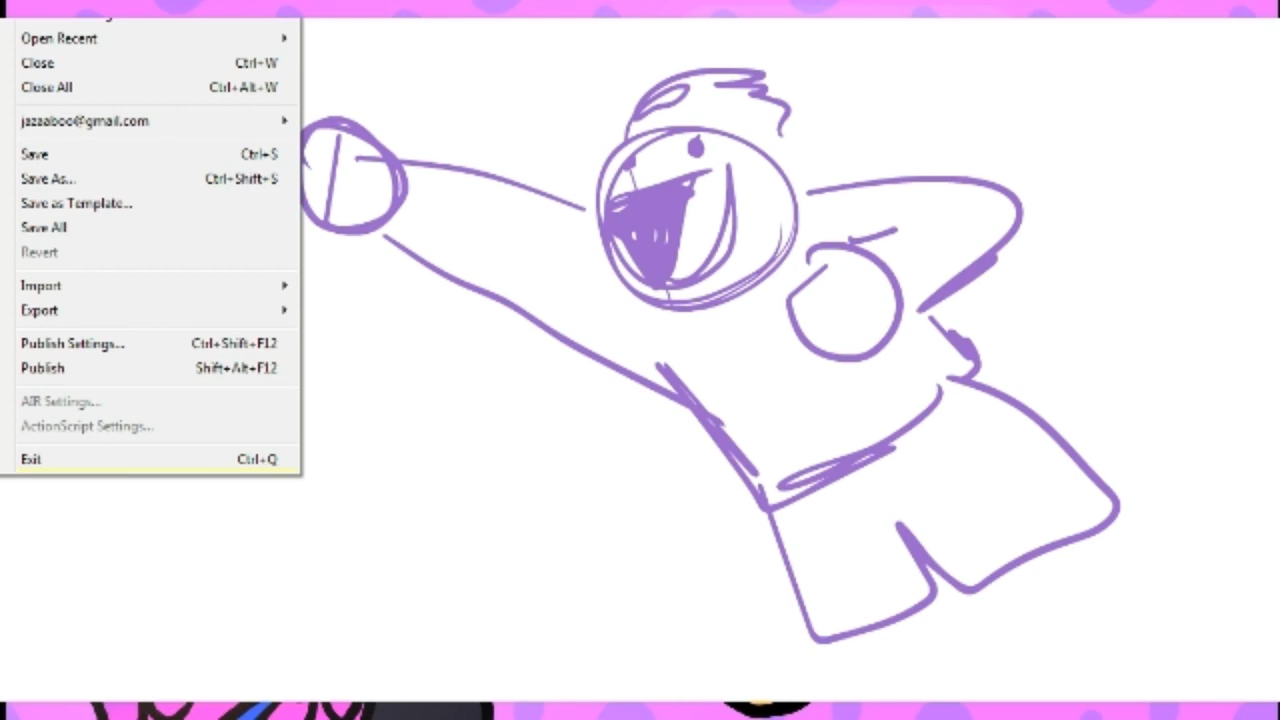 Open Recent
Close Ctrl+W
Close All Ctrl+Alt+W
jazzaboo@gmail.com
Save Ctrl+S
Save As... Ctrl+Shift+S
Save as Template...
Save All
Revert
Import
Export
Publish Settings... Ctrl+Shift+F12
Publish Shift+Alt+F12
AIR Settings...
ActionScript Settings...
Exit Ctrl+Q